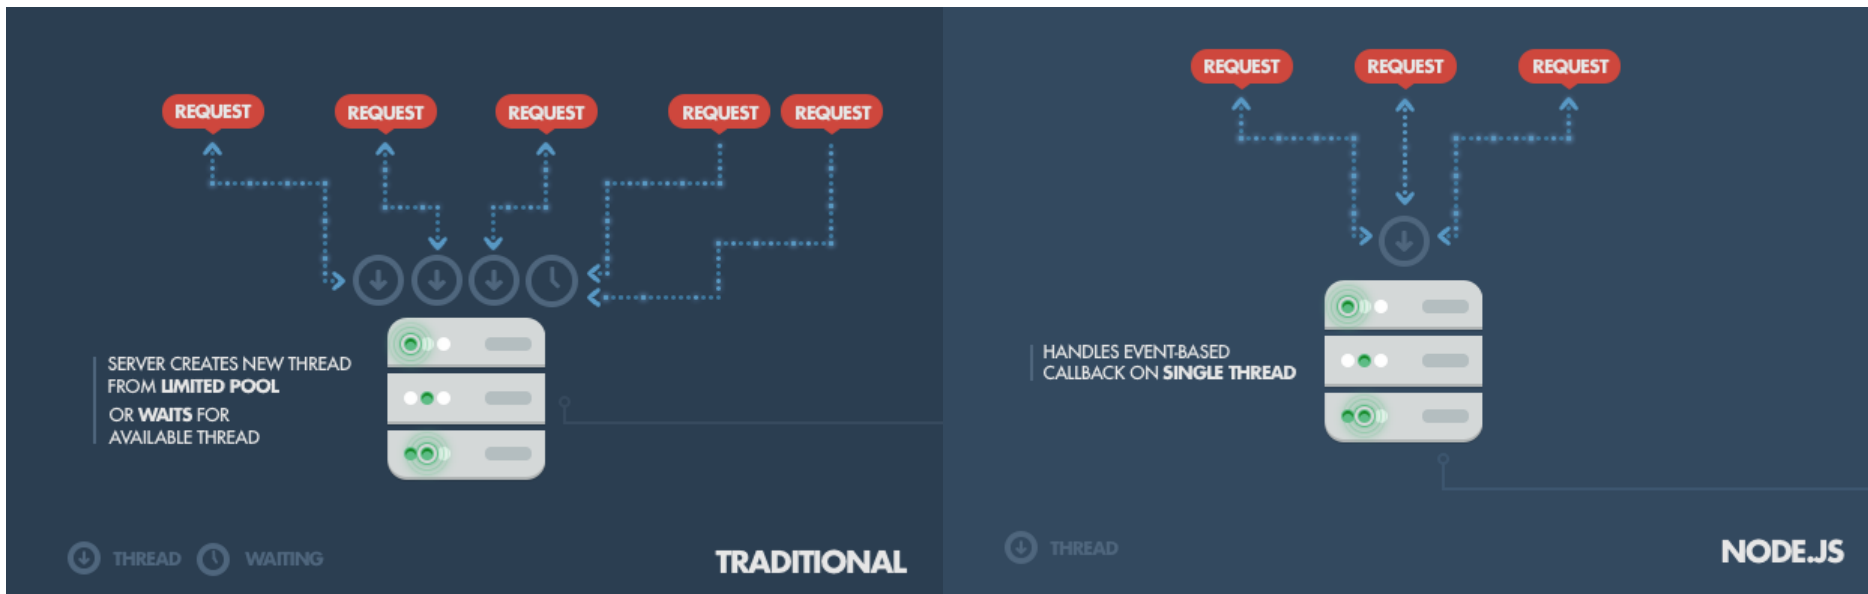 REQUEST
REQUEST
REQUEST
REQUEST
REQUEST
SERVER CREATES NEW THREAD
FROM LIMITED POOL
OR WAITS FOR
AVAILABLE THREAD
THREAD
WAITING
TRADITIONAL
REQUEST
REQUEST
REQUEST
HANDLES EVENT-BASED
CALLBACK ON SINGLE THREAD
THREAD
NODE.JS